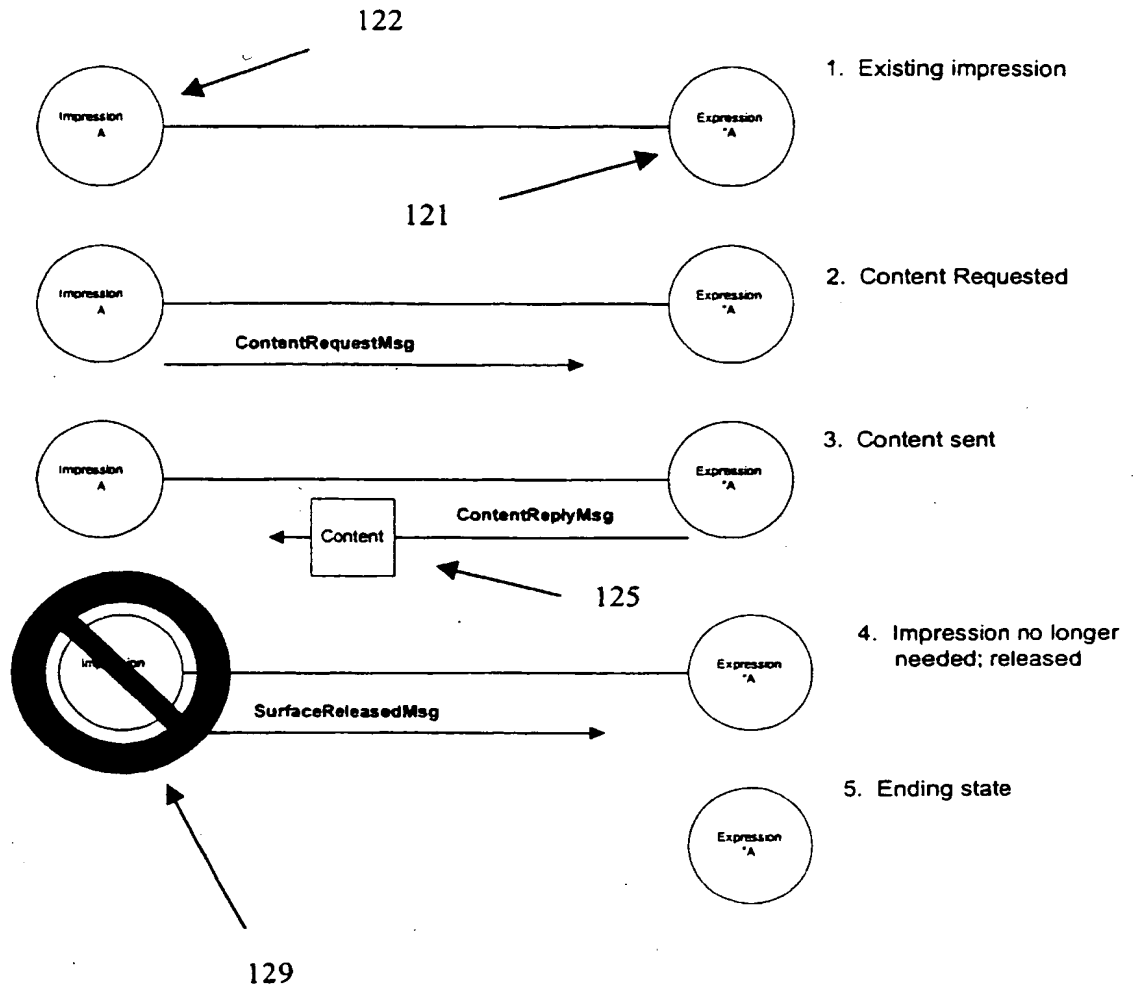 122
1. Existing impression
Impression
A
Expression
*A
121
2. Content Requested
Impression
A
Expression
*A
ContentRequestMsg
3. Content sent
Impression
A
Expression
*A
ContentReplyMsg
Content
125
4. Impression no longer
needed; released
Expression
*A
SurfaceReleasedMsg
5. Ending state
Expression
*A
129